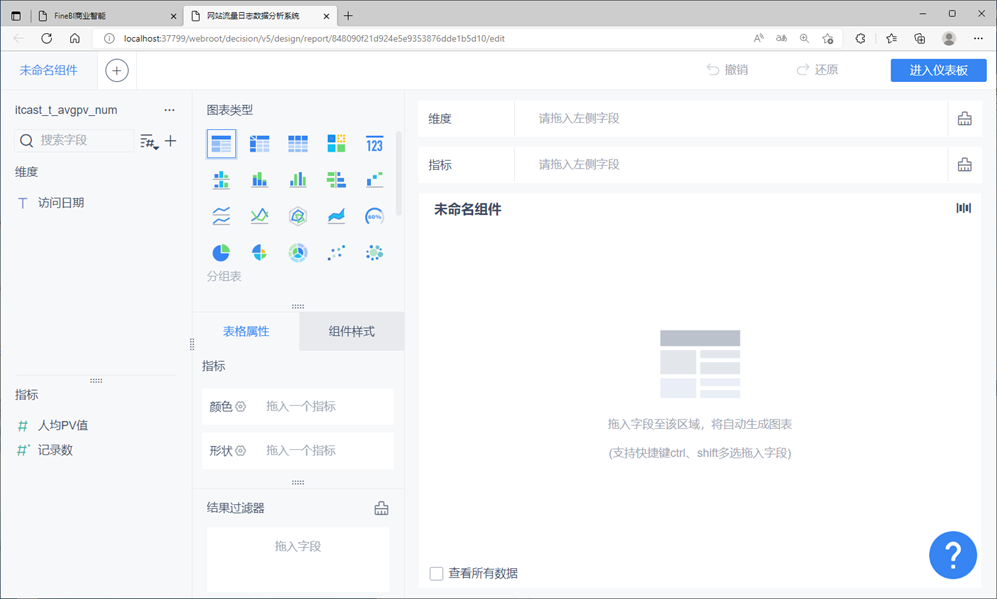 FineBI商业智能
网站流量日志数据分析系统
localhost:37799/webroot/decision/v5/design/report/848090f21d924e5e9353876dde1b5d10/edit
未命名组件
撤销
还原
进入仪表板
itcast_t_avgpv_num
搜索字段
维度
访问日期
指标
人均PV值
记录数
图表类型
123
60%
分组表
表格属性
组件样式
指标
颜色
拖入一个指标
形状
拖入一个指标
结果过滤器
拖入字段
维度
请拖入左侧字段
指标
请拖入左侧字段
未命名组件
拖入字段至该区域，将自动生成图表
(支持快捷键ctrl、shift多选拖入字段)
查看所有数据